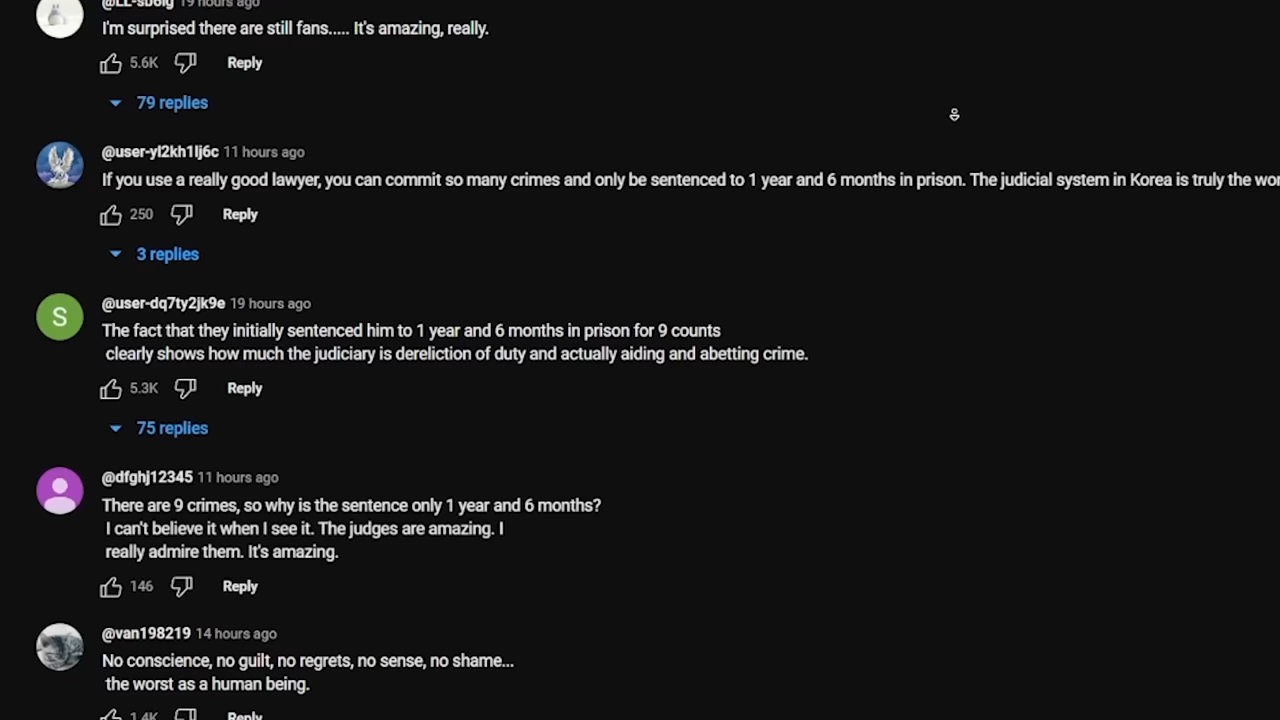 19 hours ago
I'm surprised there are still fans..... It's amazing, really.
5.6K Reply
79 replies
@user-yl2kh1lj6c 11 hours ago
If you use a really good lawyer, you can commit so many crimes and only be sentenced to 1 year and 6 months in prison. The judicial system in Korea is truly the
250 Reply
3 replies
S
@user-dq7ty2jk9e 19 hours ago
The fact that they initially sentenced him to 1 year and 6 months in prison for 9 counts
clearly shows how much the judiciary is dereliction of duty and actually aiding and abetting crime.
5.3K Reply
75 replies
@dfghj12345 11 hours ago
There are 9 crimes, so why is the sentence only 1 year and 6 months?
I can't believe it when I see it. The judges are amazing. I
really admire them. It's amazing.
146 Reply
@van198219 14 hours ago
No conscience, no guilt, no regrets, no sense, no shame...
the worst as a human being.
1.4K Reply